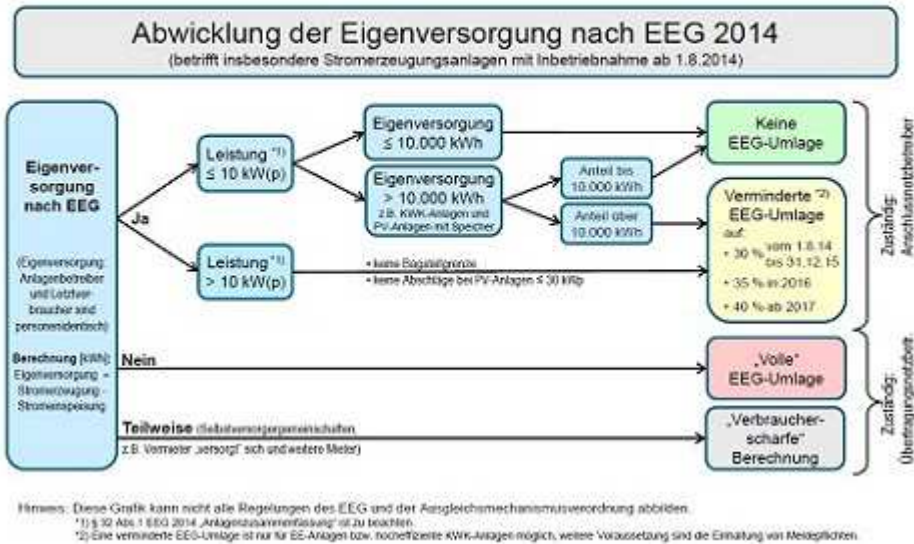 Abwicklung der Eigenversorgung nach EEG 2014
(betrifft insbesondere Stromerzeugungsanlagen mit Inbetriebnahme ab 1.8.2014)
Eigenver-
sorgung
nach EEG
(Eigenversorgung:
Anlagenbetreiber
und Letztver-
braucher sind
personenidentisch)
Berechnung [kWh]:
Eigenversorgung =
Stromerzeugung -
Stromeinspeisung
Ja
Leistung *1)
≤ 10 kW(p)
Leistung *1)
> 10 kW(p)
Eigenversorgung
≤ 10.000 kWh
Eigenversorgung
> 10.000 kWh
z.B. KWK-Anlagen und
PV-Anlagen mit Speicher
Anteil bis
10.000 kWh
Anteil über
10.000 kWh
• keine Bagatellgrenze
• keine Abschläge bei PV-Anlagen ≤ 30 kWp
Keine
EEG-Umlage
Verminderte *2)
EEG-Umlage
auf:
• 30 % vom 1.8.14
bis 31.12.15
• 35 % in 2016
• 40 % ab 2017
Zuständig:
Anschlussnetzbetreiber
Nein
„Volle“
EEG-Umlage
Teilweise (Selbstversorgergemeinschaften,
z.B. Vermieter „versorgt“ sich und weitere Mieter)
„Verbraucher-
scharfe“
Berechnung
Zuständig:
Übertragungsnetzbetr.
Hinweis: Diese Grafik kann nicht alle Regelungen des EEG und der Ausgleichsmechanismusverordnung abbilden.
*1) § 32 Abs.1 EEG 2014 „Anlagenzusammenfassung“ ist zu beachten.
*2) Eine verminderte EEG-Umlage ist nur für EE-Anlagen bzw. hocheffiziente KWK-Anlagen möglich, weitere Voraussetzung sind die Einhaltung von Meldepflichten.